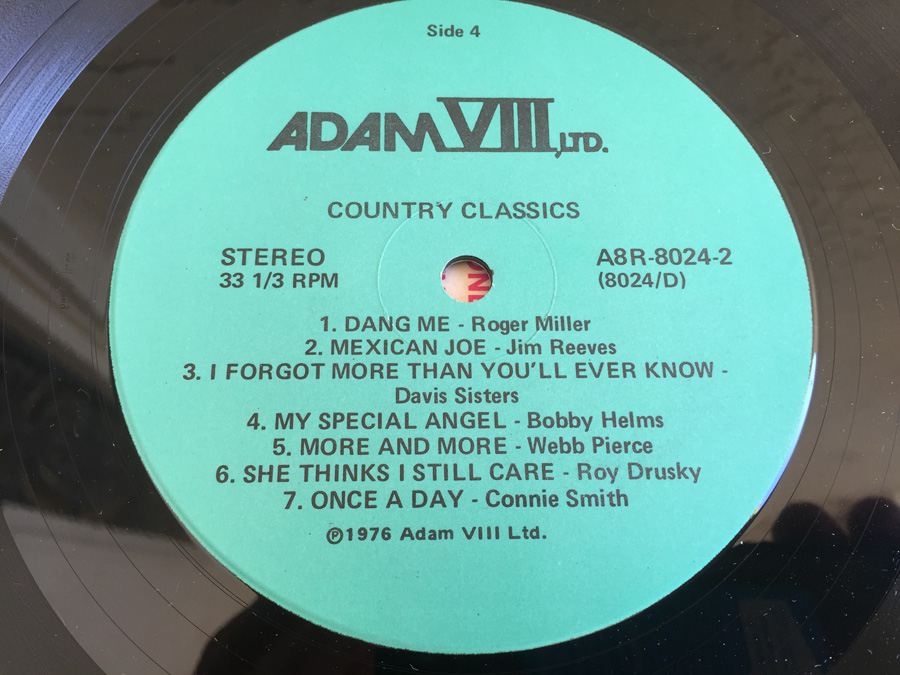 Side 4
ADAM VIII, LTD.
COUNTRY CLASSICS
STEREO
33 1/3 RPM
A8R-8024-2
(8024/D)
1. DANG ME - Roger Miller
2. MEXICAN JOE - Jim Reeves
3. I FORGOT MORE THAN YOU'LL EVER KNOW -
Davis Sisters
4. MY SPECIAL ANGEL - Bobby Helms
5. MORE AND MORE - Webb Pierce
6. SHE THINKS I STILL CARE - Roy Drusky
7. ONCE A DAY - Connie Smith
℗1976 Adam VIII Ltd.